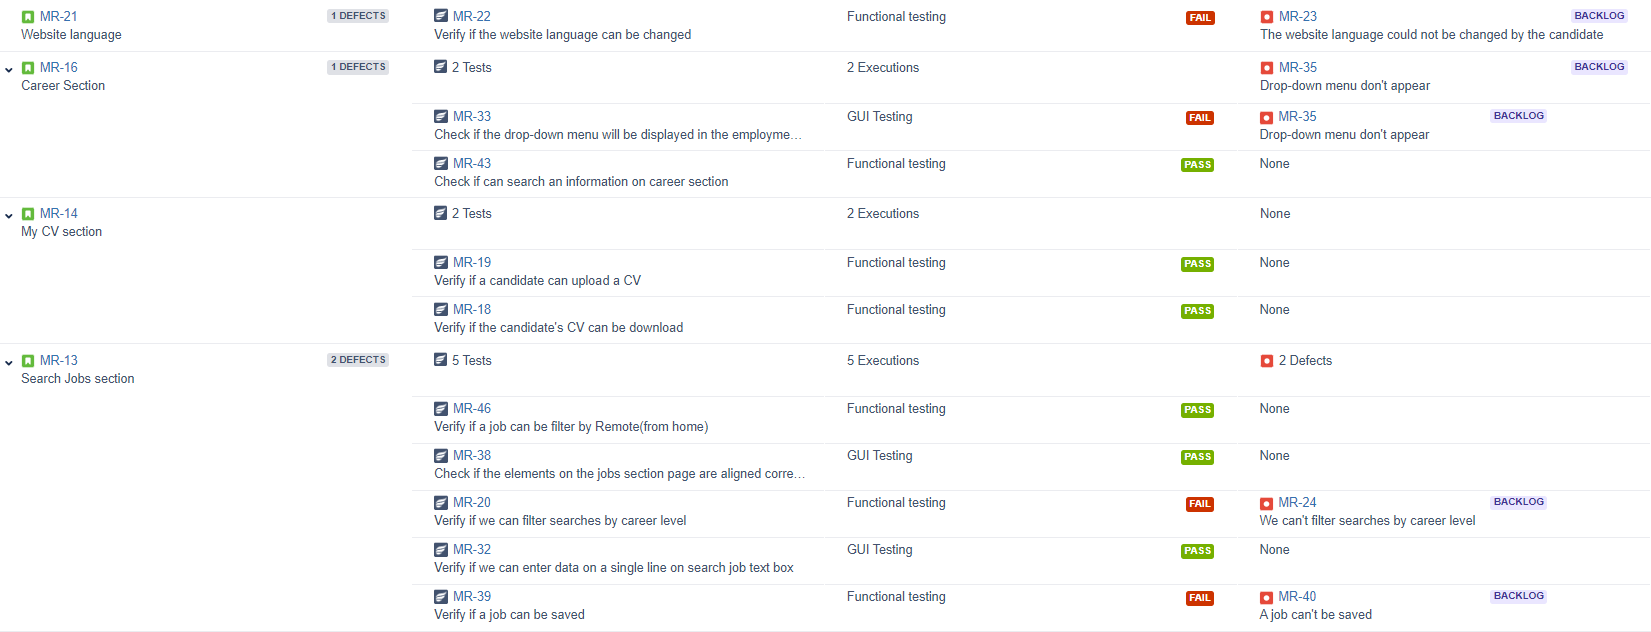 MR-21 1 DEFECTS MR-22 Functional testing FAIL MR-23 BACKLOG
Website language Verify if the website language can be changed The website language could not be changed by the candidate
MR-16 1 DEFECTS 2 Tests 2 Executions MR-35 BACKLOG
Career Section Drop-down menu don't appear
MR-33 GUI Testing FAIL MR-35 BACKLOG
Check if the drop-down menu will be displayed in the employme... Drop-down menu don't appear
MR-43 Functional testing PASS None
Check if can search an information on career section
MR-14 2 Tests 2 Executions None
My CV section
MR-19 Functional testing PASS None
Verify if a candidate can upload a CV
MR-18 Functional testing PASS None
Verify if the candidate's CV can be download
MR-13 2 DEFECTS 5 Tests 5 Executions 2 Defects
Search Jobs section
MR-46 Functional testing PASS None
Verify if a job can be filter by Remote(from home)
MR-38 GUI Testing PASS None
Check if the elements on the jobs section page are aligned corre...
MR-20 Functional testing FAIL MR-24 BACKLOG
Verify if we can filter searches by career level We can't filter searches by career level
MR-32 GUI Testing PASS None
Verify if we can enter data on a single line on search job text box
MR-39 Functional testing FAIL MR-40 BACKLOG
Verify if a job can be saved A job can't be saved